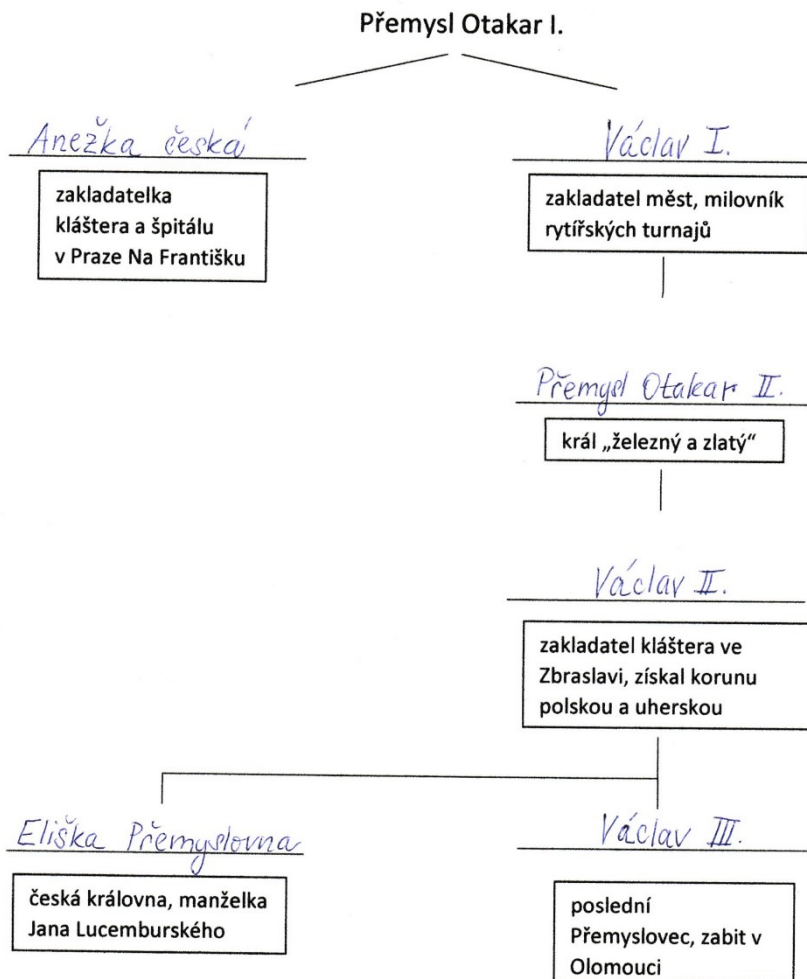 Přemysl Otakar I.
Anežka česká
zakladatelka
kláštera a špitálu
v Praze Na Františku
Václav I.
zakladatel měst, milovník
rytířských turnajů
Přemysl Otakar II.
král „železný a zlatý“
Václav II.
zakladatel kláštera ve
Zbraslavi, získal korunu
polskou a uherskou
Eliška Přemyslovna
česká královna, manželka
Jana Lucemburského
Václav III.
poslední
Přemyslovec, zabit v
Olomouci